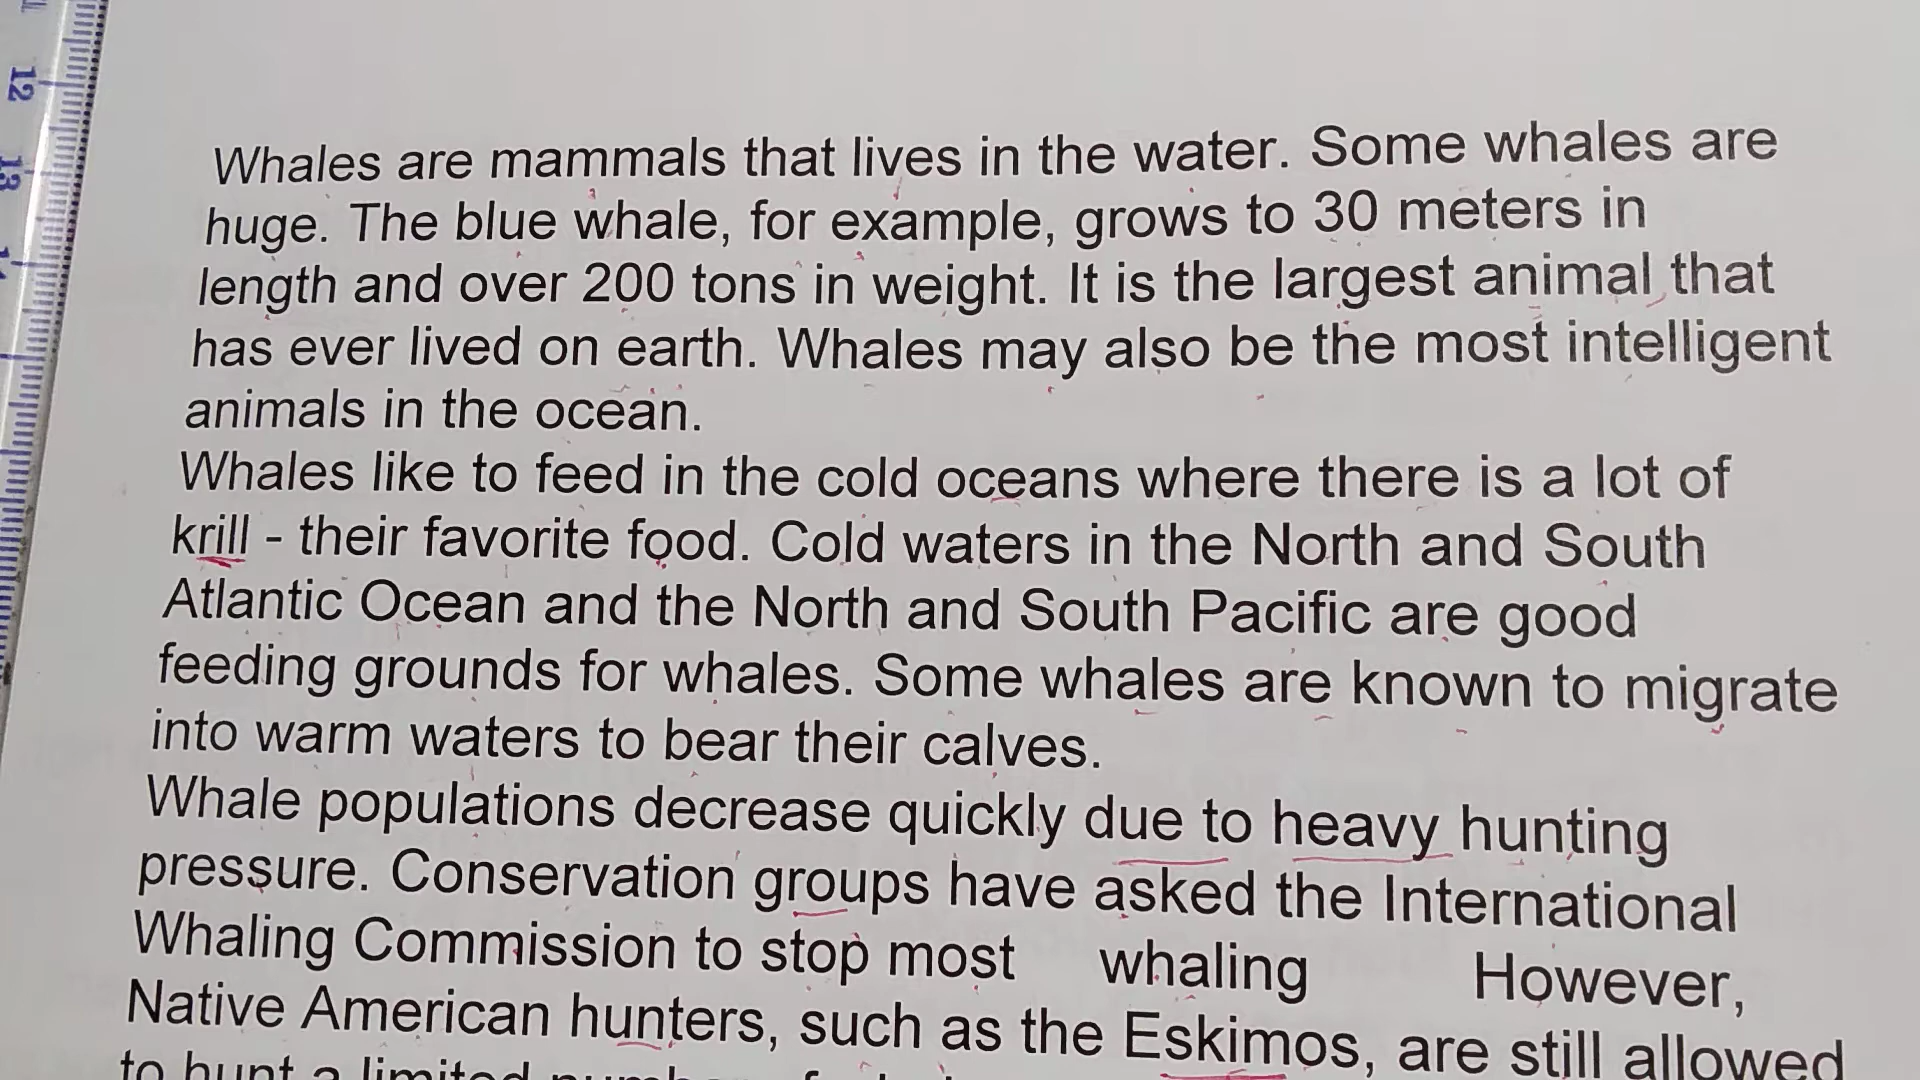 12
13
Whales are mammals that lives in the water. Some whales are
huge. The blue whale, for example, grows to 30 meters in
length and over 200 tons in weight. It is the largest animal that
has ever lived on earth. Whales may also be the most intelligent
animals in the ocean.
Whales like to feed in the cold oceans where there is a lot of
krill - their favorite food. Cold waters in the North and South
Atlantic Ocean and the North and South Pacific are good
feeding grounds for whales. Some whales are known to migrate
into warm waters to bear their calves.
Whale populations decrease quickly due to heavy hunting
pressure. Conservation groups have asked the International
Whaling Commission to stop most whaling However,
Native American hunters, such as the Eskimos, are still allowed
to hunt a limited